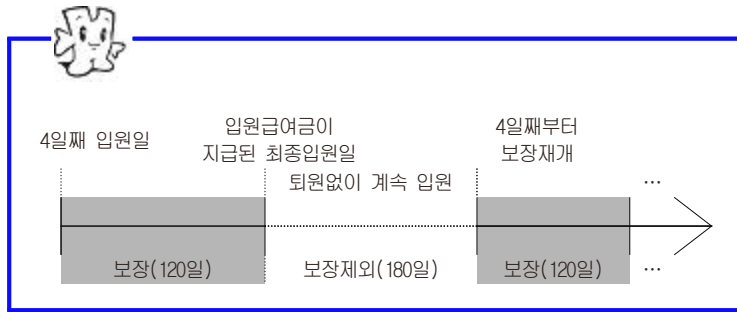 4일째 입원일
입원급여금이
지급된 최종입원일
4일째부터
보장재개
퇴원없이 계속 입원
…
보장(120일)
보장제외(180일)
보장(120일)
…